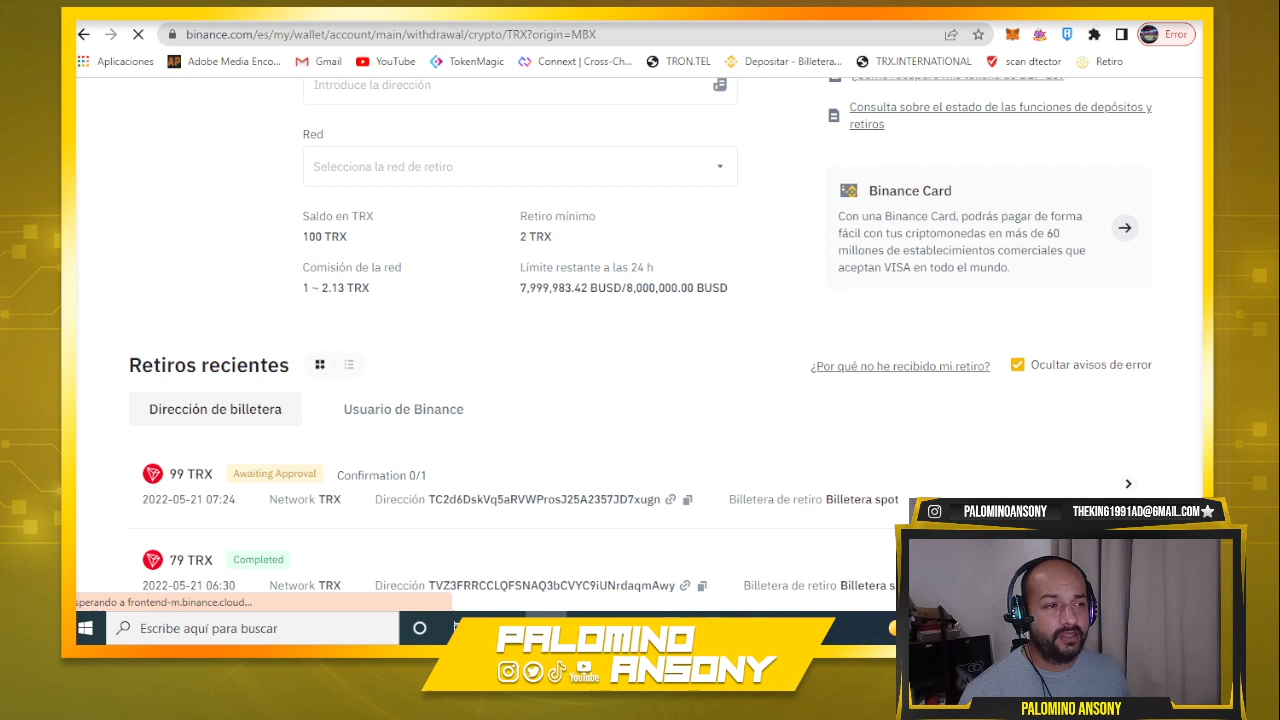 binance.com/es/my/wallet/account/main/withdrawal/crypto/TRX?origin=MBX
Error
Aplicaciones
Adobe Media Enco...
Gmail
YouTube
TokenMagic
Connext | Cross-Ch...
TRON.TEL
Depositar - Billetera...
TRX.INTERNATIONAL
scan dtector
Retiro
Introduce la dirección
Consulta sobre el estado de las funciones de depósitos y
retiros
Red
Selecciona la red de retiro
Saldo en TRX
100 TRX
Retiro mínimo
2 TRX
Comisión de la red
1 ~ 2.13 TRX
Límite restante a las 24 h
7,999,983.42 BUSD/8,000,000.00 BUSD
Binance Card
Con una Binance Card, podrás pagar de forma
fácil con tus criptomonedas en más de 60
millones de establecimientos comerciales que
aceptan VISA en todo el mundo.
Retiros recientes
¿Por qué no he recibido mi retiro?
Ocultar avisos de error
Dirección de billetera
Usuario de Binance
99 TRX Awaiting Approval Confirmation 0/1
2022-05-21 07:24 Network TRX Dirección TC2d6DskVq5aRVWProsJ25A2357JD7xugn Billetera de retiro Billetera spot
79 TRX Completed
2022-05-21 06:30 Network TRX Dirección TVZ3FRRCCLQFSNAQ3bCVYC9iUNrdaqmAwy Billetera de retiro Billetera s
sperando a frontend-m.binance.cloud...
Escribe aquí para buscar
PALOMINO
ANSONY
YouTube
PALOMINOANSONY
THEKING1991AD@GMAIL.COM
PALOMINO ANSONY